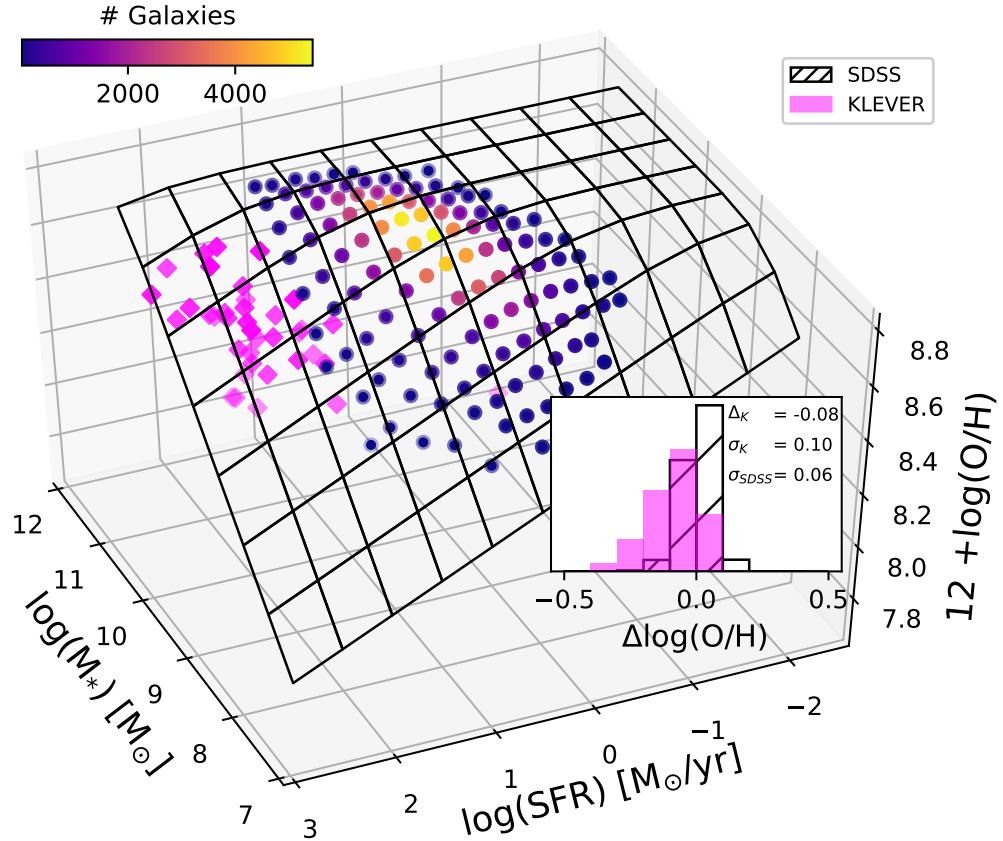 # Galaxies
2000 4000
SDSS
KLEVER
8.8
8.6
8.4
8.2
8.0
7.8
12 +log(O/H)
Δ_K = -0.08
σ_K = 0.10
σ_SDSS = 0.06
−0.5 0.0 0.5
Δlog(O/H)
12
11
10
9
8
7
log(M_*) [M_⊙]
3 2 1 0 −1 −2
log(SFR) [M_⊙/yr]